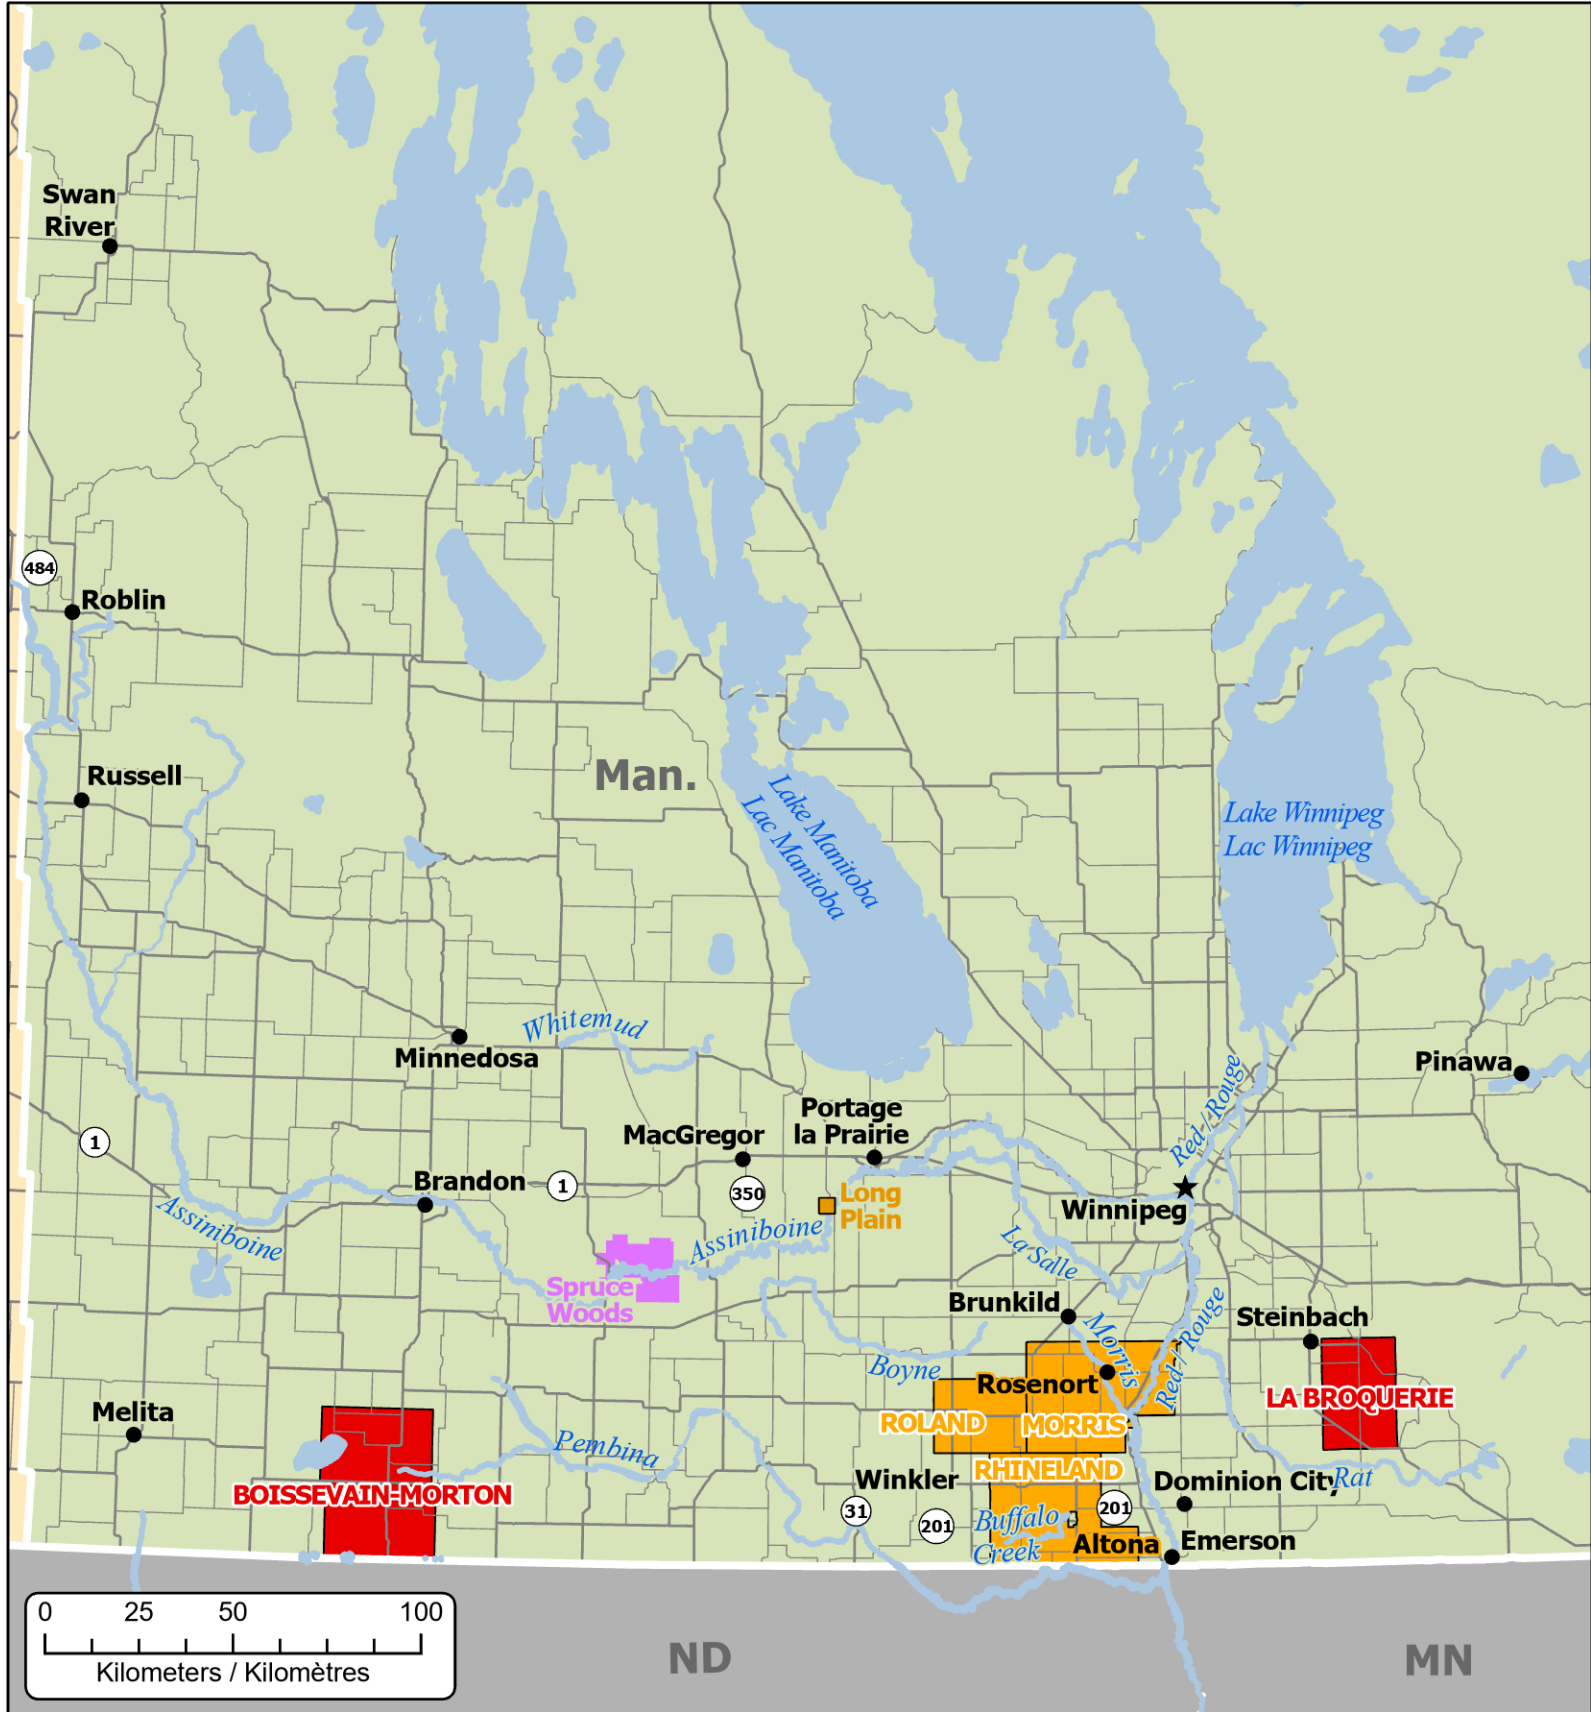 Swan
River
484
Roblin
Russell
Man.
Lake Manitoba
Lac Manitoba
Lake Winnipeg
Lac Winnipeg
Whitemud
Minnedosa
Pinawa
Red / Rouge
Portage
la Prairie
MacGregor
1
Brandon
1
350
Long
Plain
Winnipeg
Assiniboine
Assiniboine
La Salle
Spruce
Woods
Brunkild
Morris
Red / Rouge
Steinbach
Boyne
Rosenort
LA BROQUERIE
Melita
ROLAND
MORRIS
Pembina
RHINELAND
Winkler
Dominion City
Rat
BOISSEVAIN-MORTON
31
201
Buffalo
Creek
201
Altona
Emerson
0 25 50 100
Kilometers / Kilomètres
ND
MN